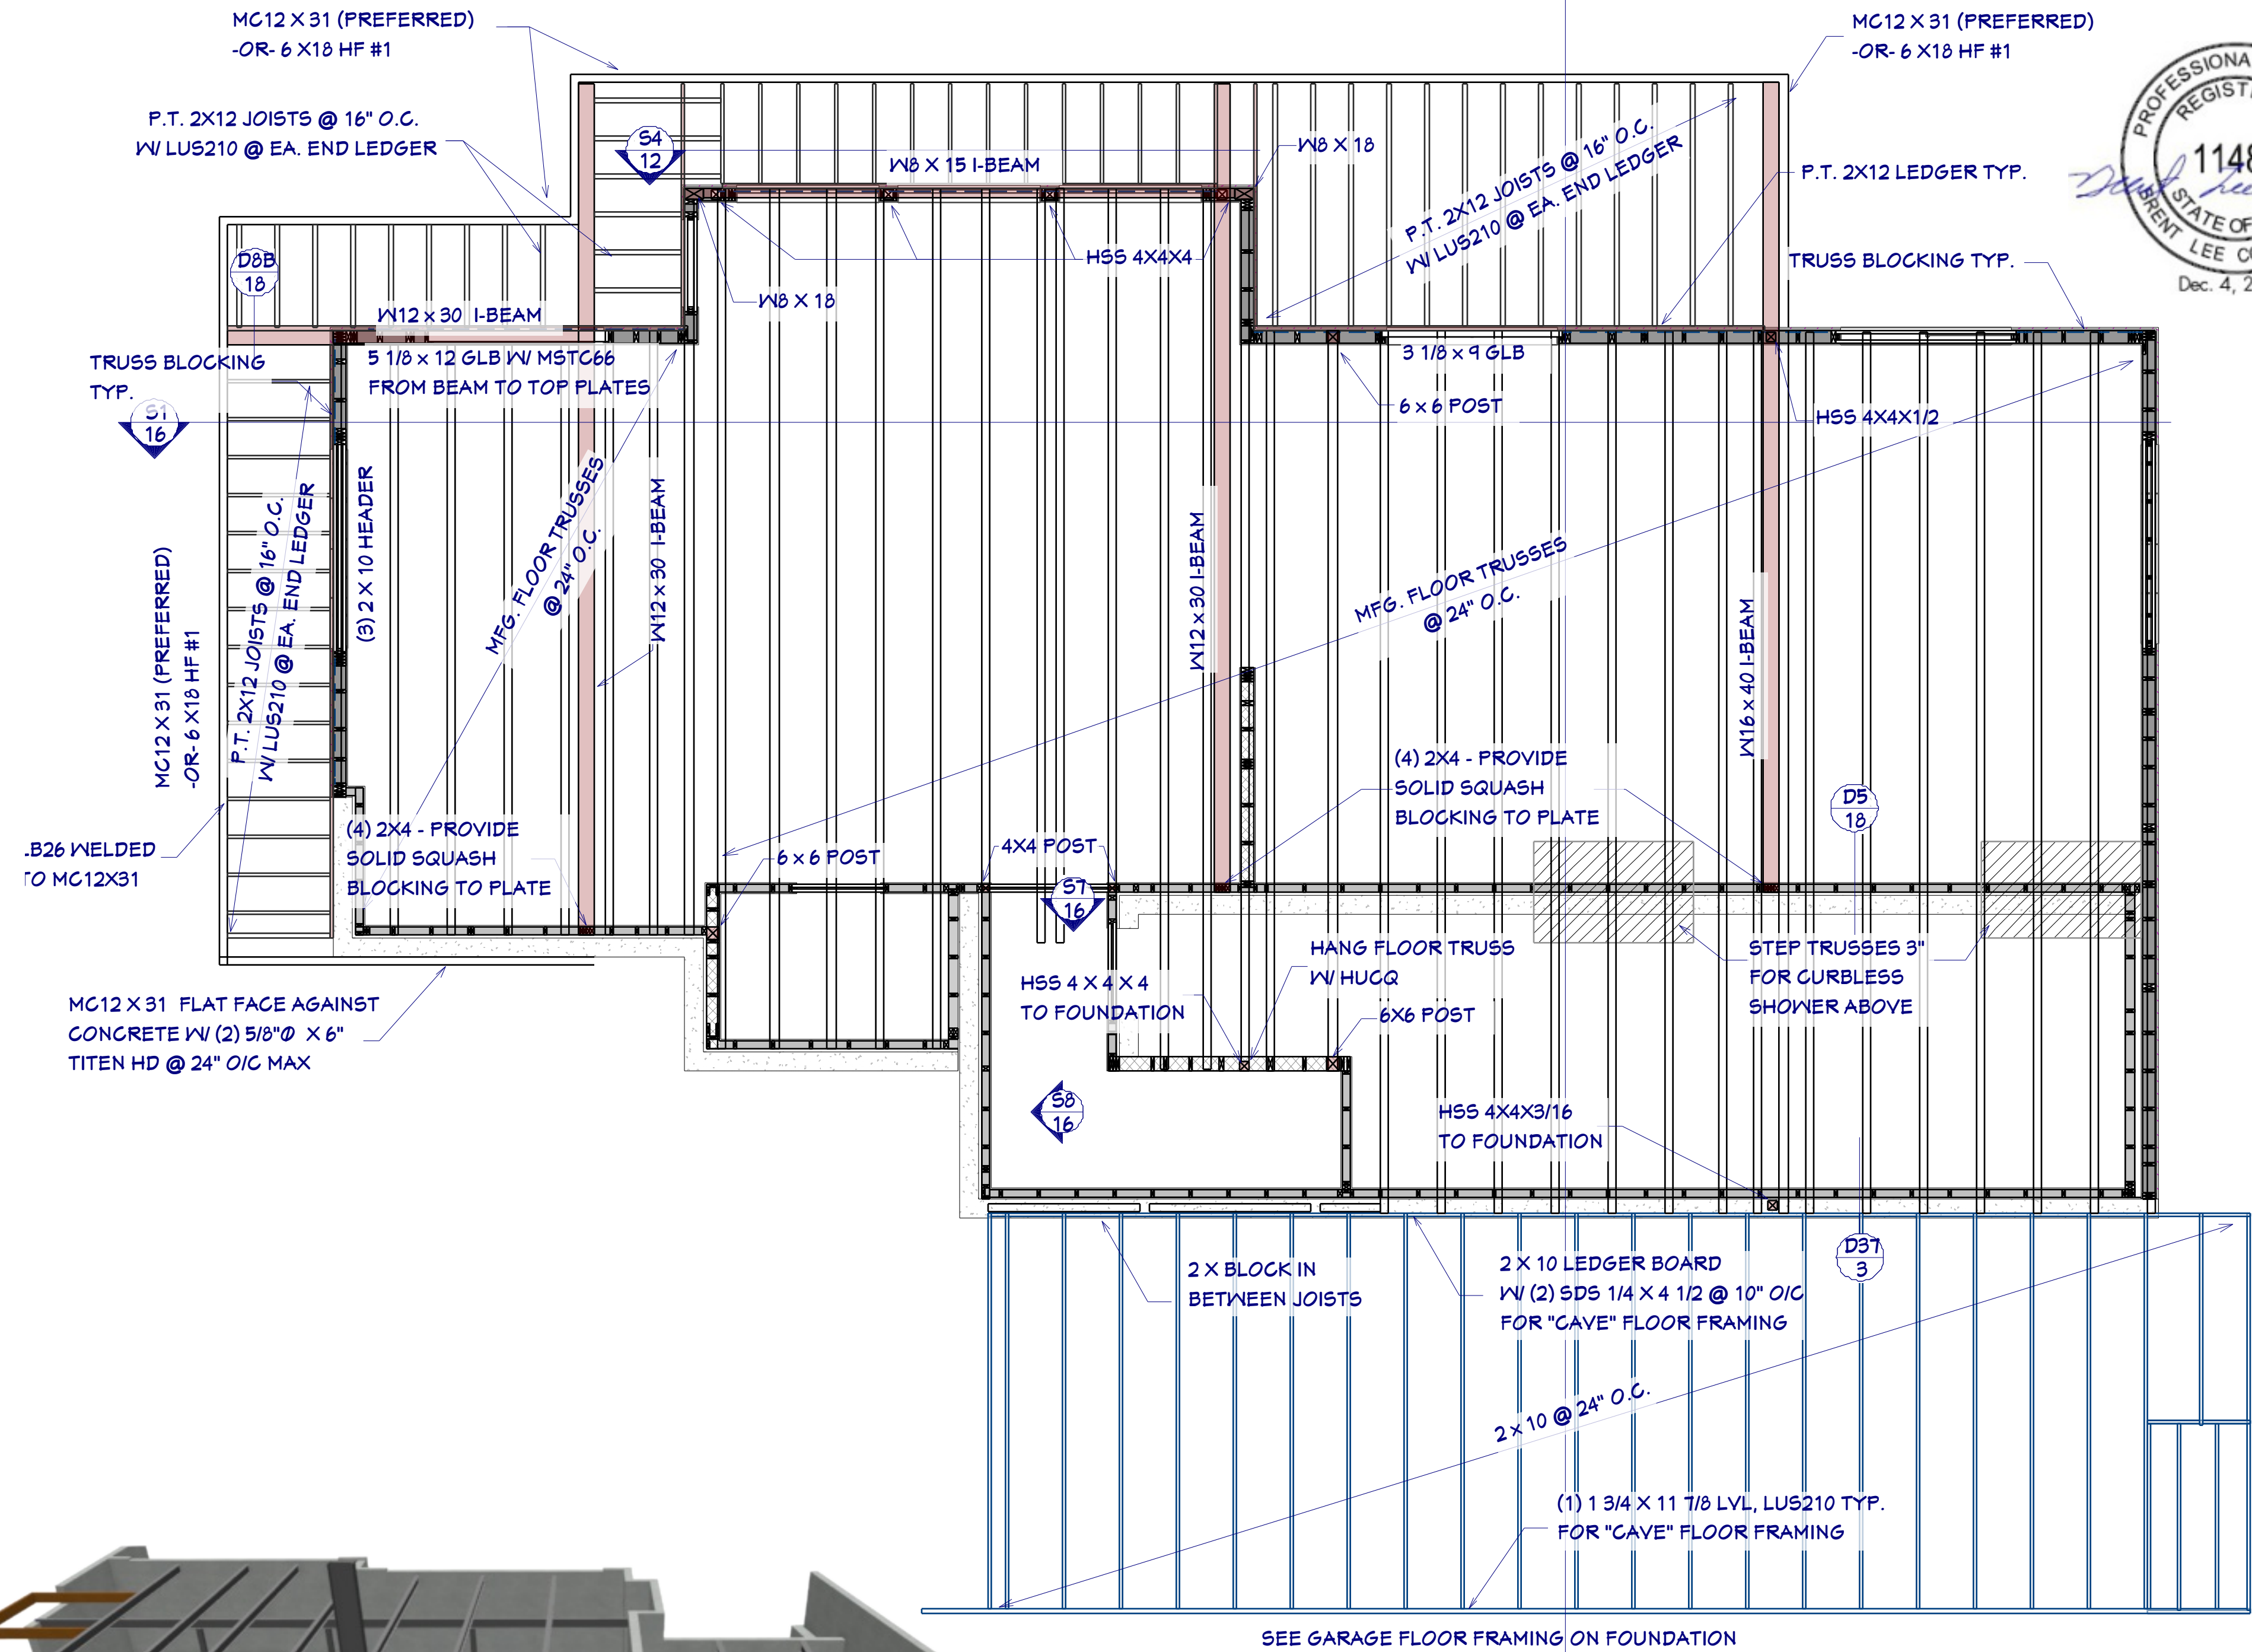 MC12 X 31 (PREFERRED)
-OR- 6 X18 HF #1
MC12 X 31 (PREFERRED)
-OR- 6 X18 HF #1
P.T. 2X12 JOISTS @ 16" O.C.
W/ LUS210 @ EA. END LEDGER
S4
12
W8 X 15 I-BEAM
W8 X 18
P.T. 2X12 JOISTS @ 16" O.C.
W/ LUS210 @ EA. END LEDGER
P.T. 2X12 LEDGER TYP.
REGIST
1148
STATE OF
BRENT LEE
Dec. 4, 2
D8B
18
HSS 4X4X4
TRUSS BLOCKING TYP.
W8 X 18
W12 x 30 I-BEAM
TRUSS BLOCKING
TYP.
5 1/8 x 12 GLB W/ MSTC66
FROM BEAM TO TOP PLATES
3 1/8 x 9 GLB
6 x 6 POST
HSS 4X4X1/2
S1
16
(3) 2 X 10 HEADER
MFG. FLOOR TRUSSES
@ 24" O.C.
W12 x 30 I-BEAM
W12 x 30 I-BEAM
MFG. FLOOR TRUSSES
@ 24" O.C.
W16 x 40 I-BEAM
MC12 X 31 (PREFERRED)
-OR- 6 X18 HF #1
P.T. 2X12 JOISTS @ 16" O.C.
W/ LUS210 @ EA. END LEDGER
(4) 2X4 - PROVIDE
SOLID SQUASH
BLOCKING TO PLATE
D5
18
(4) 2X4 - PROVIDE
SOLID SQUASH
BLOCKING TO PLATE
.B26 WELDED
TO MC12X31
6 x 6 POST
4X4 POST
S7
16
HANG FLOOR TRUSS
W/ HUCQ
HSS 4 X 4 X 4
TO FOUNDATION
6X6 POST
STEP TRUSSES 3"
FOR CURBLESS
SHOWER ABOVE
MC12 X 31 FLAT FACE AGAINST
CONCRETE W/ (2) 5/8"Ø X 6"
TITEN HD @ 24" O/C MAX
S8
16
HSS 4X4X3/16
TO FOUNDATION
2 X BLOCK IN
BETWEEN JOISTS
2 X 10 LEDGER BOARD
W/ (2) SDS 1/4 X 4 1/2 @ 10" O/C
FOR "CAVE" FLOOR FRAMING
D37
3
2 x 10 @ 24" O.C.
(1) 1 3/4 X 11 7/8 LVL, LUS210 TYP.
FOR "CAVE" FLOOR FRAMING
SEE GARAGE FLOOR FRAMING ON FOUNDATION